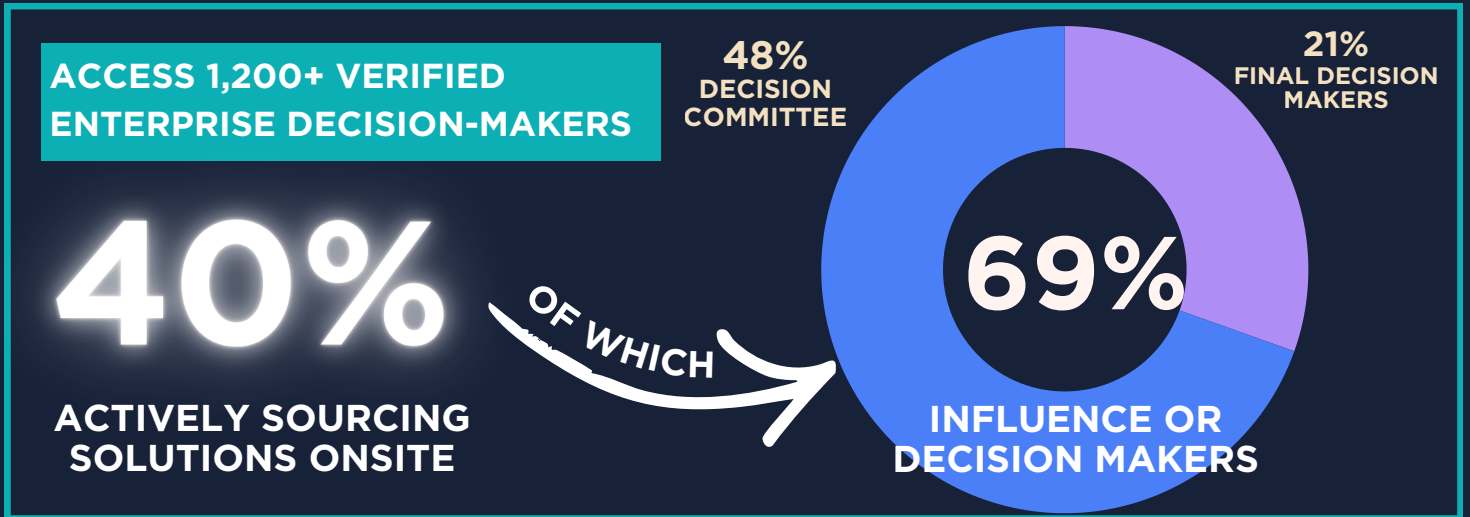 ACCESS 1,200+ VERIFIED
ENTERPRISE DECISION-MAKERS
40%
ACTIVELY SOURCING
SOLUTIONS ONSITE
OF WHICH
48%
DECISION
COMMITTEE
21%
FINAL DECISION
MAKERS
69%
INFLUENCE OR
DECISION MAKERS